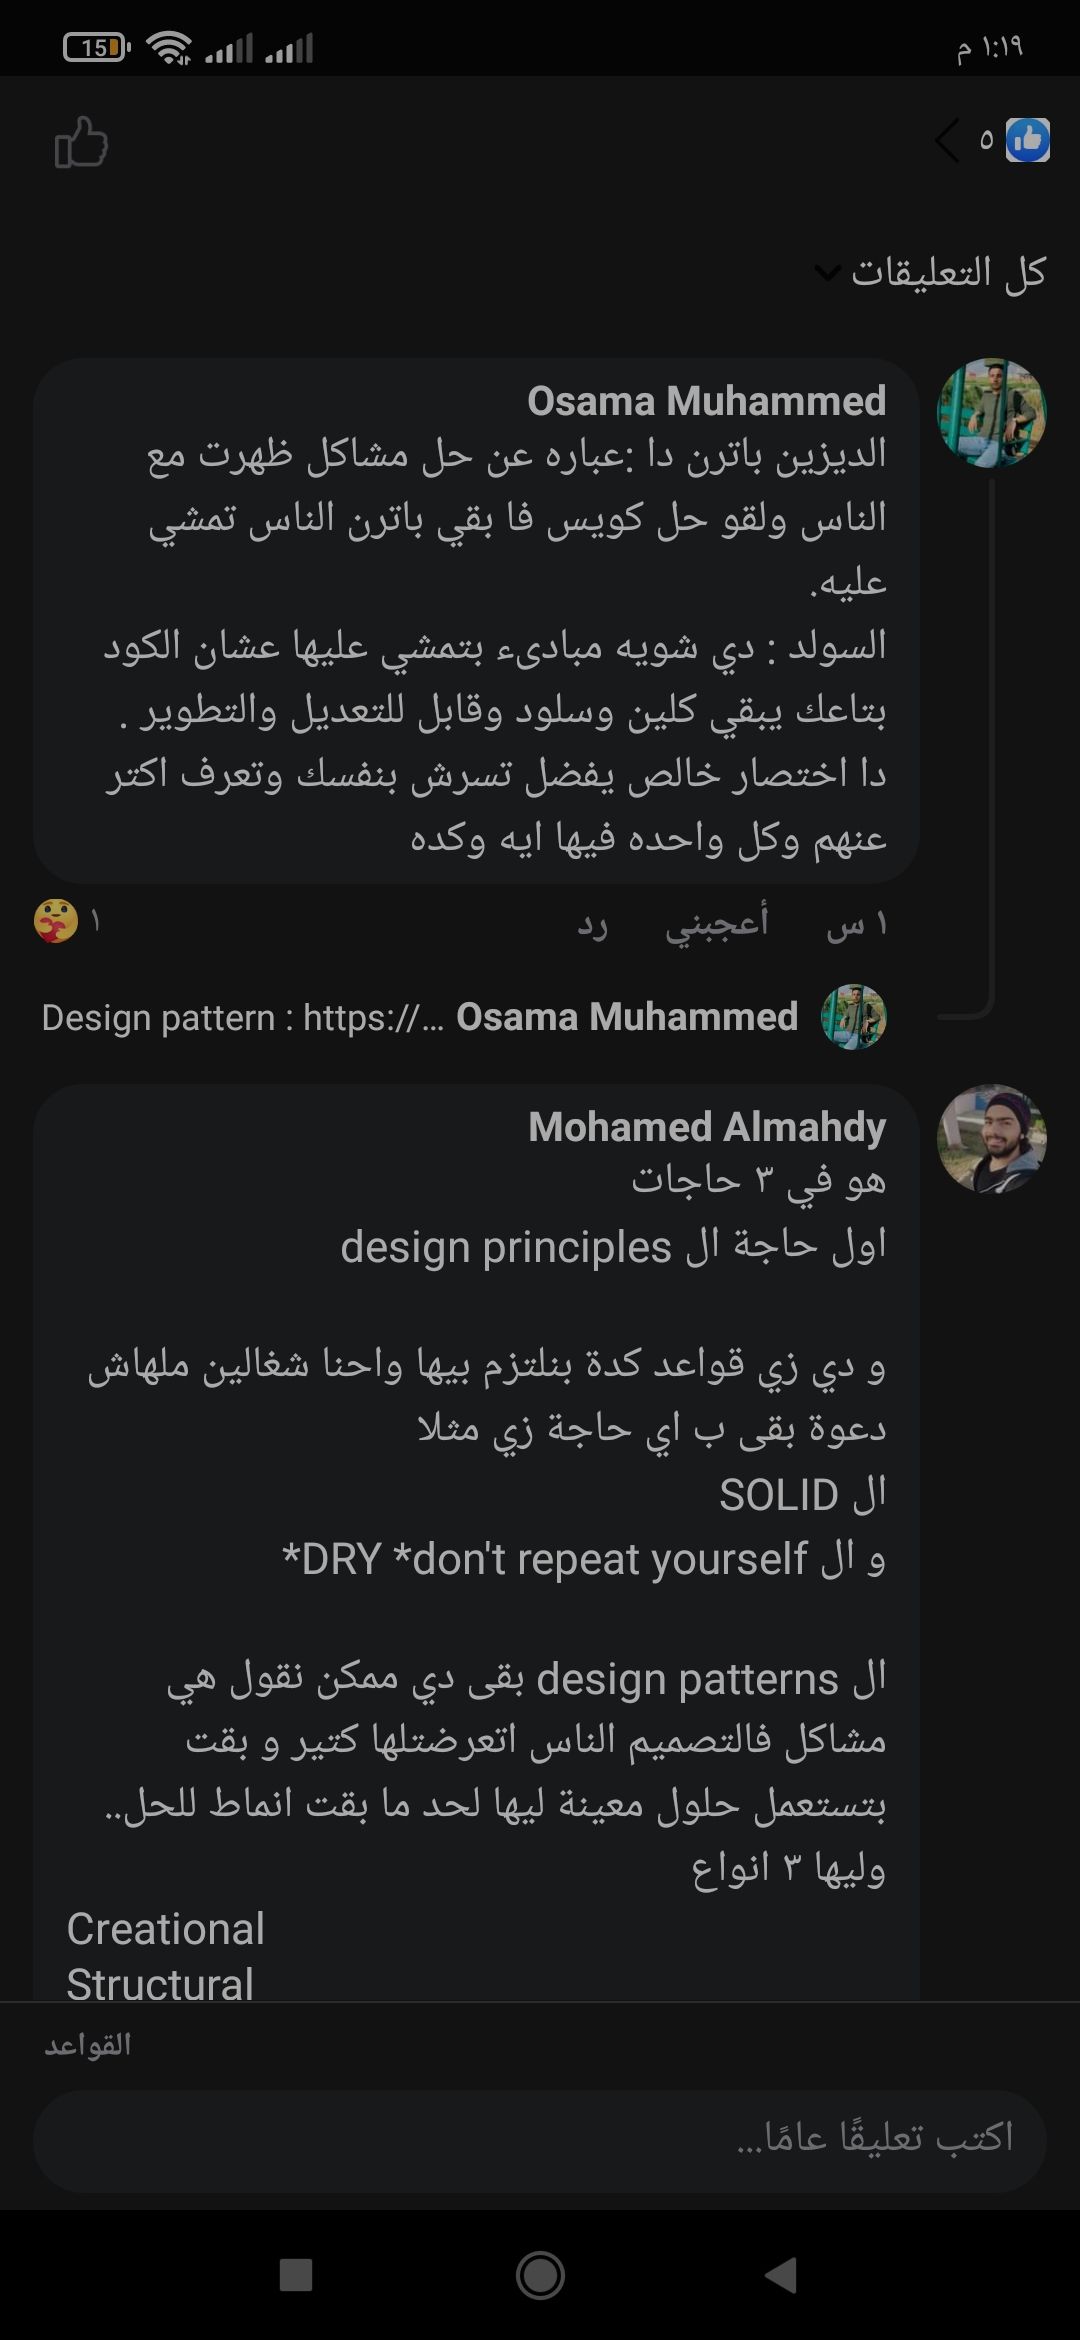 15
١:١٩ م
٥
كل التعليقات
Osama Muhammed
الديزين باترن دا :عباره عن حل مشاكل ظهرت مع
الناس ولقو حل كويس فا بقي باترن الناس تمشي
عليه.
السولد : دي شويه مبادىء بتمشي عليها عشان الكود
بتاعك يبقي كلين وسلود وقابل للتعديل والتطوير .
دا اختصار خالص يفضل تسرش بنفسك وتعرف اكتر
عنهم وكل واحده فيها ايه وكده
١ س أعجبني رد ١
Osama Muhammed Design pattern : https://...
Mohamed Almahdy
هو في ٣ حاجات
اول حاجة ال design principles
و دي زي قواعد كدة بنلتزم بيها واحنا شغالين ملهاش
دعوة بقى ب اي حاجة زي مثلا
ال SOLID
و ال DRY *don't repeat yourself*
ال design patterns بقى دي ممكن نقول هي
مشاكل فالتصميم الناس اتعرضتلها كتير و بقت
بتستعمل حلول معينة ليها لحد ما بقت انماط للحل..
وليها ٣ انواع
Creational
Structural
القواعد
اكتب تعليقًا عامًا...